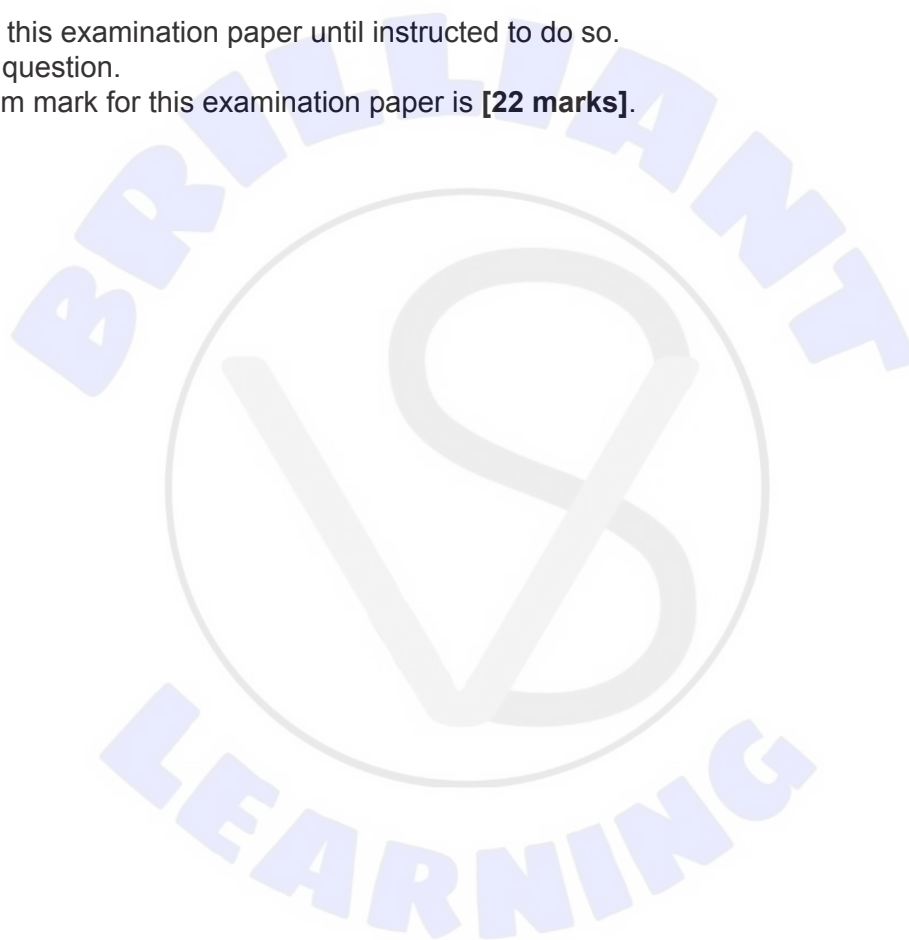 this examination paper until instructed to do so.
question.
m mark for this examination paper is [22 marks].
BRILLIANT
VS
LEARNING